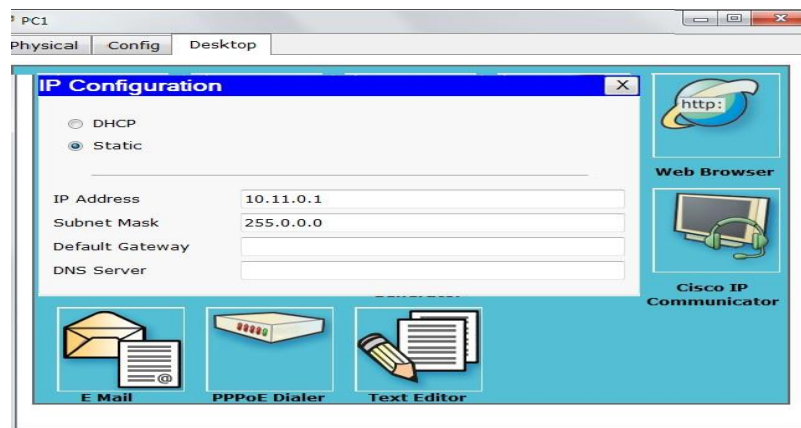 PC1
Physical Config Desktop
IP Configuration X
DHCP
Static
IP Address 10.11.0.1
Subnet Mask 255.0.0.0
Default Gateway
DNS Server
http:
Web Browser
Cisco IP
Communicator
@
E Mail PPPoE Dialer Text Editor